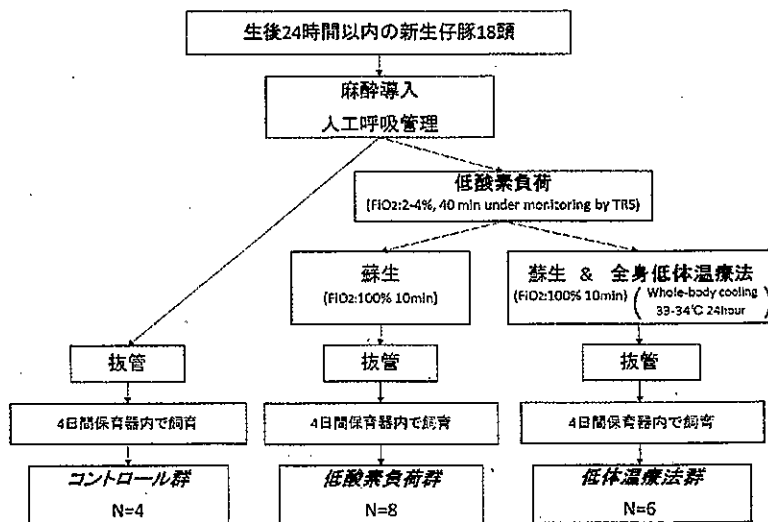 生後24時間以内の新生仔豚18頭
麻酔導入
人工呼吸管理
低酸素負荷
(FiO2:2-4%, 40 min under monitoring by TRS)
蘇生
(FiO2:100% 10min)
蘇生 & 全身低体温療法
(FiO2:100% 10min) (Whole-body cooling
33-34℃ 24hour)
抜管
抜管
抜管
4日間保育器内で飼育
4日間保育器内で飼育
4日間保育器内で飼育
コントロール群
N=4
低酸素負荷群
N=8
低体温療法群
N=6